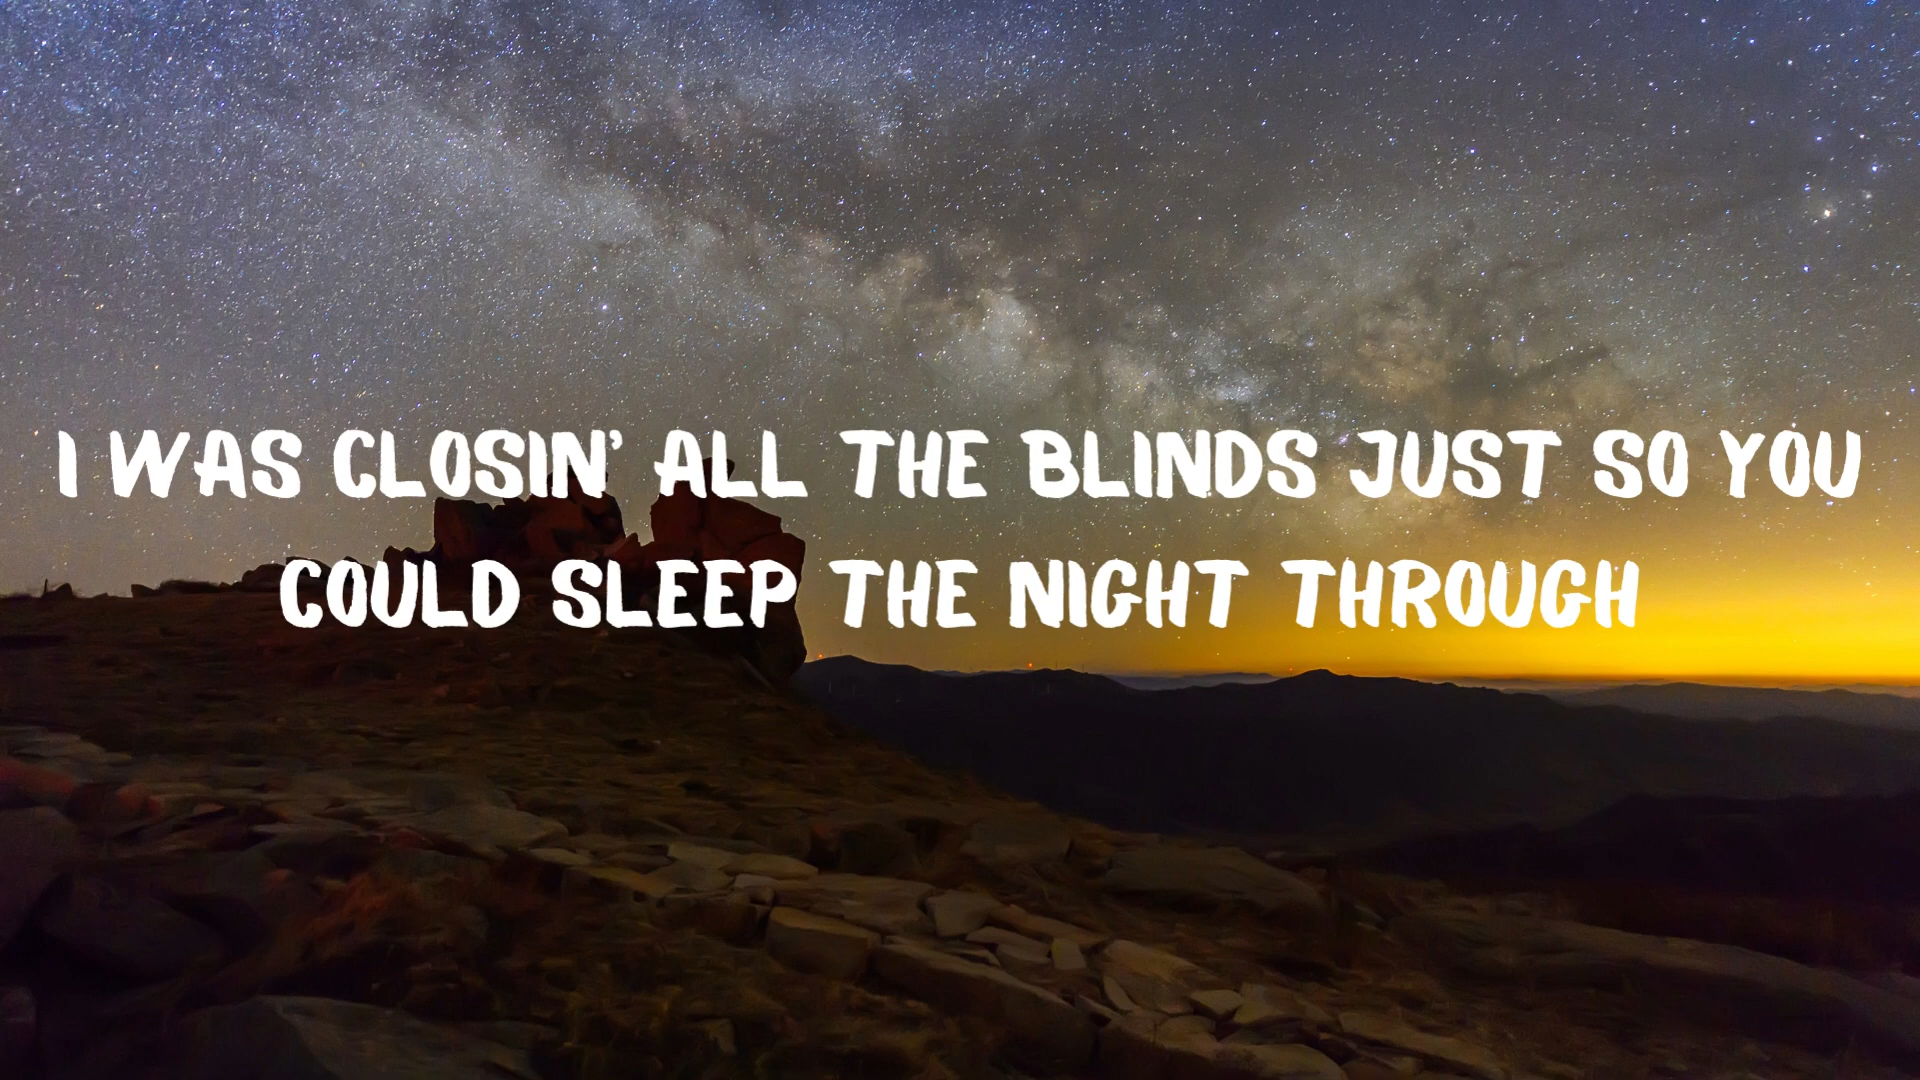 I WAS CLOSIN' ALL THE BLINDS JUST SO YOU
COULD SLEEP THE NIGHT THROUGH